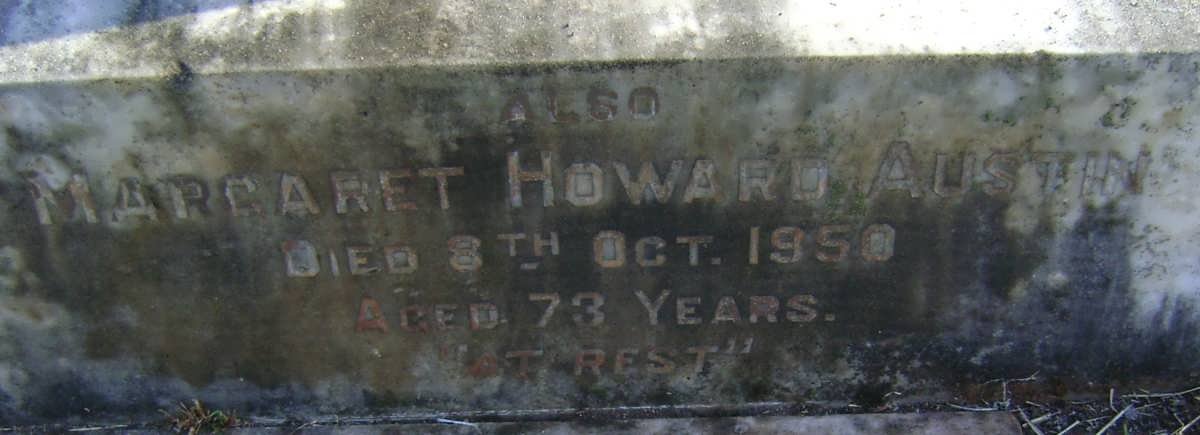 ALSO
MARGARET HOWARD AUSTIN
DIED 8TH OCT. 1950
AGED 73 YEARS.
"AT REST"